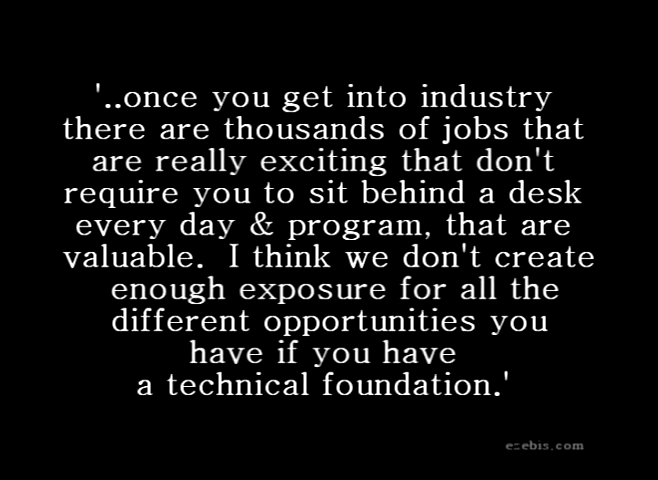 '..once you get into industry
there are thousands of jobs that
are really exciting that don't
require you to sit behind a desk
every day & program, that are
valuable.  I think we don't create
enough exposure for all the
different opportunities you
have if you have
a technical foundation.'
ezebis.com